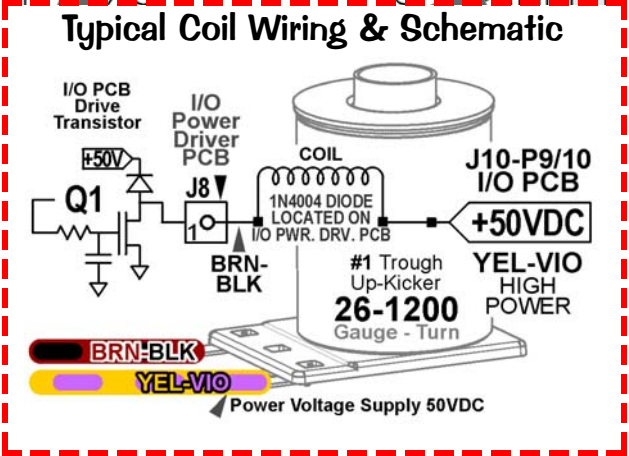 Typical Coil Wiring & Schematic
I/O PCB
Drive
Transistor
I/O
Power
Driver
PCB
+50V
Q1
J8
1
COIL
1N4004 DIODE
LOCATED ON
I/O PWR. DRV. PCB
J10-P9/10
I/O PCB
+50VDC
BRN-
BLK
#1 Trough
Up-Kicker
26-1200
Gauge - Turn
YEL-VIO
HIGH
POWER
BRN-BLK
YEL-VIO
Power Voltage Supply 50VDC